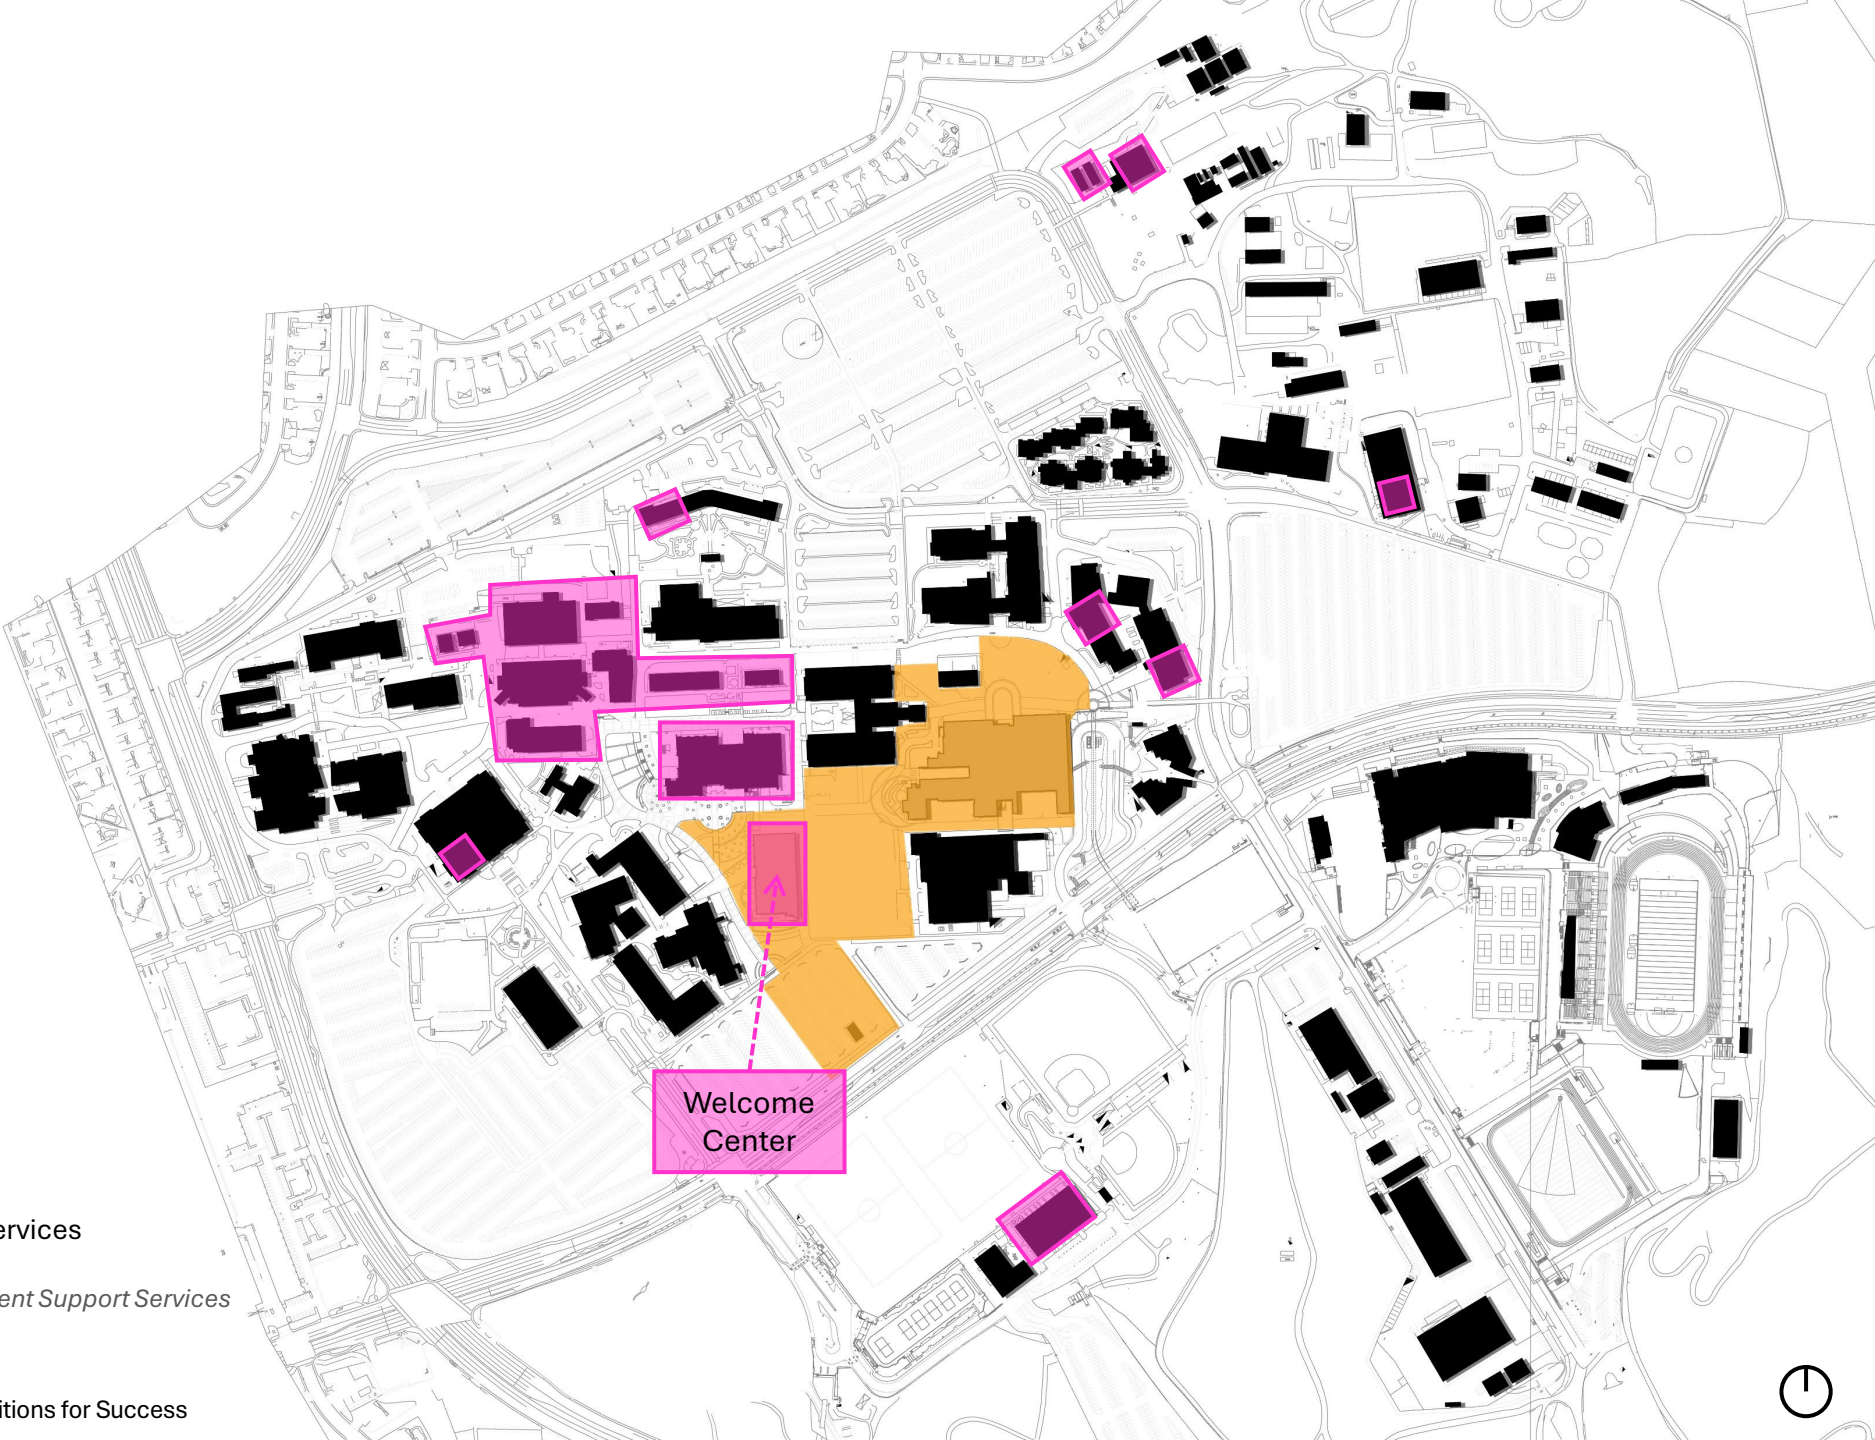 Welcome
Center
ervices
ent Support Services
itions for Success